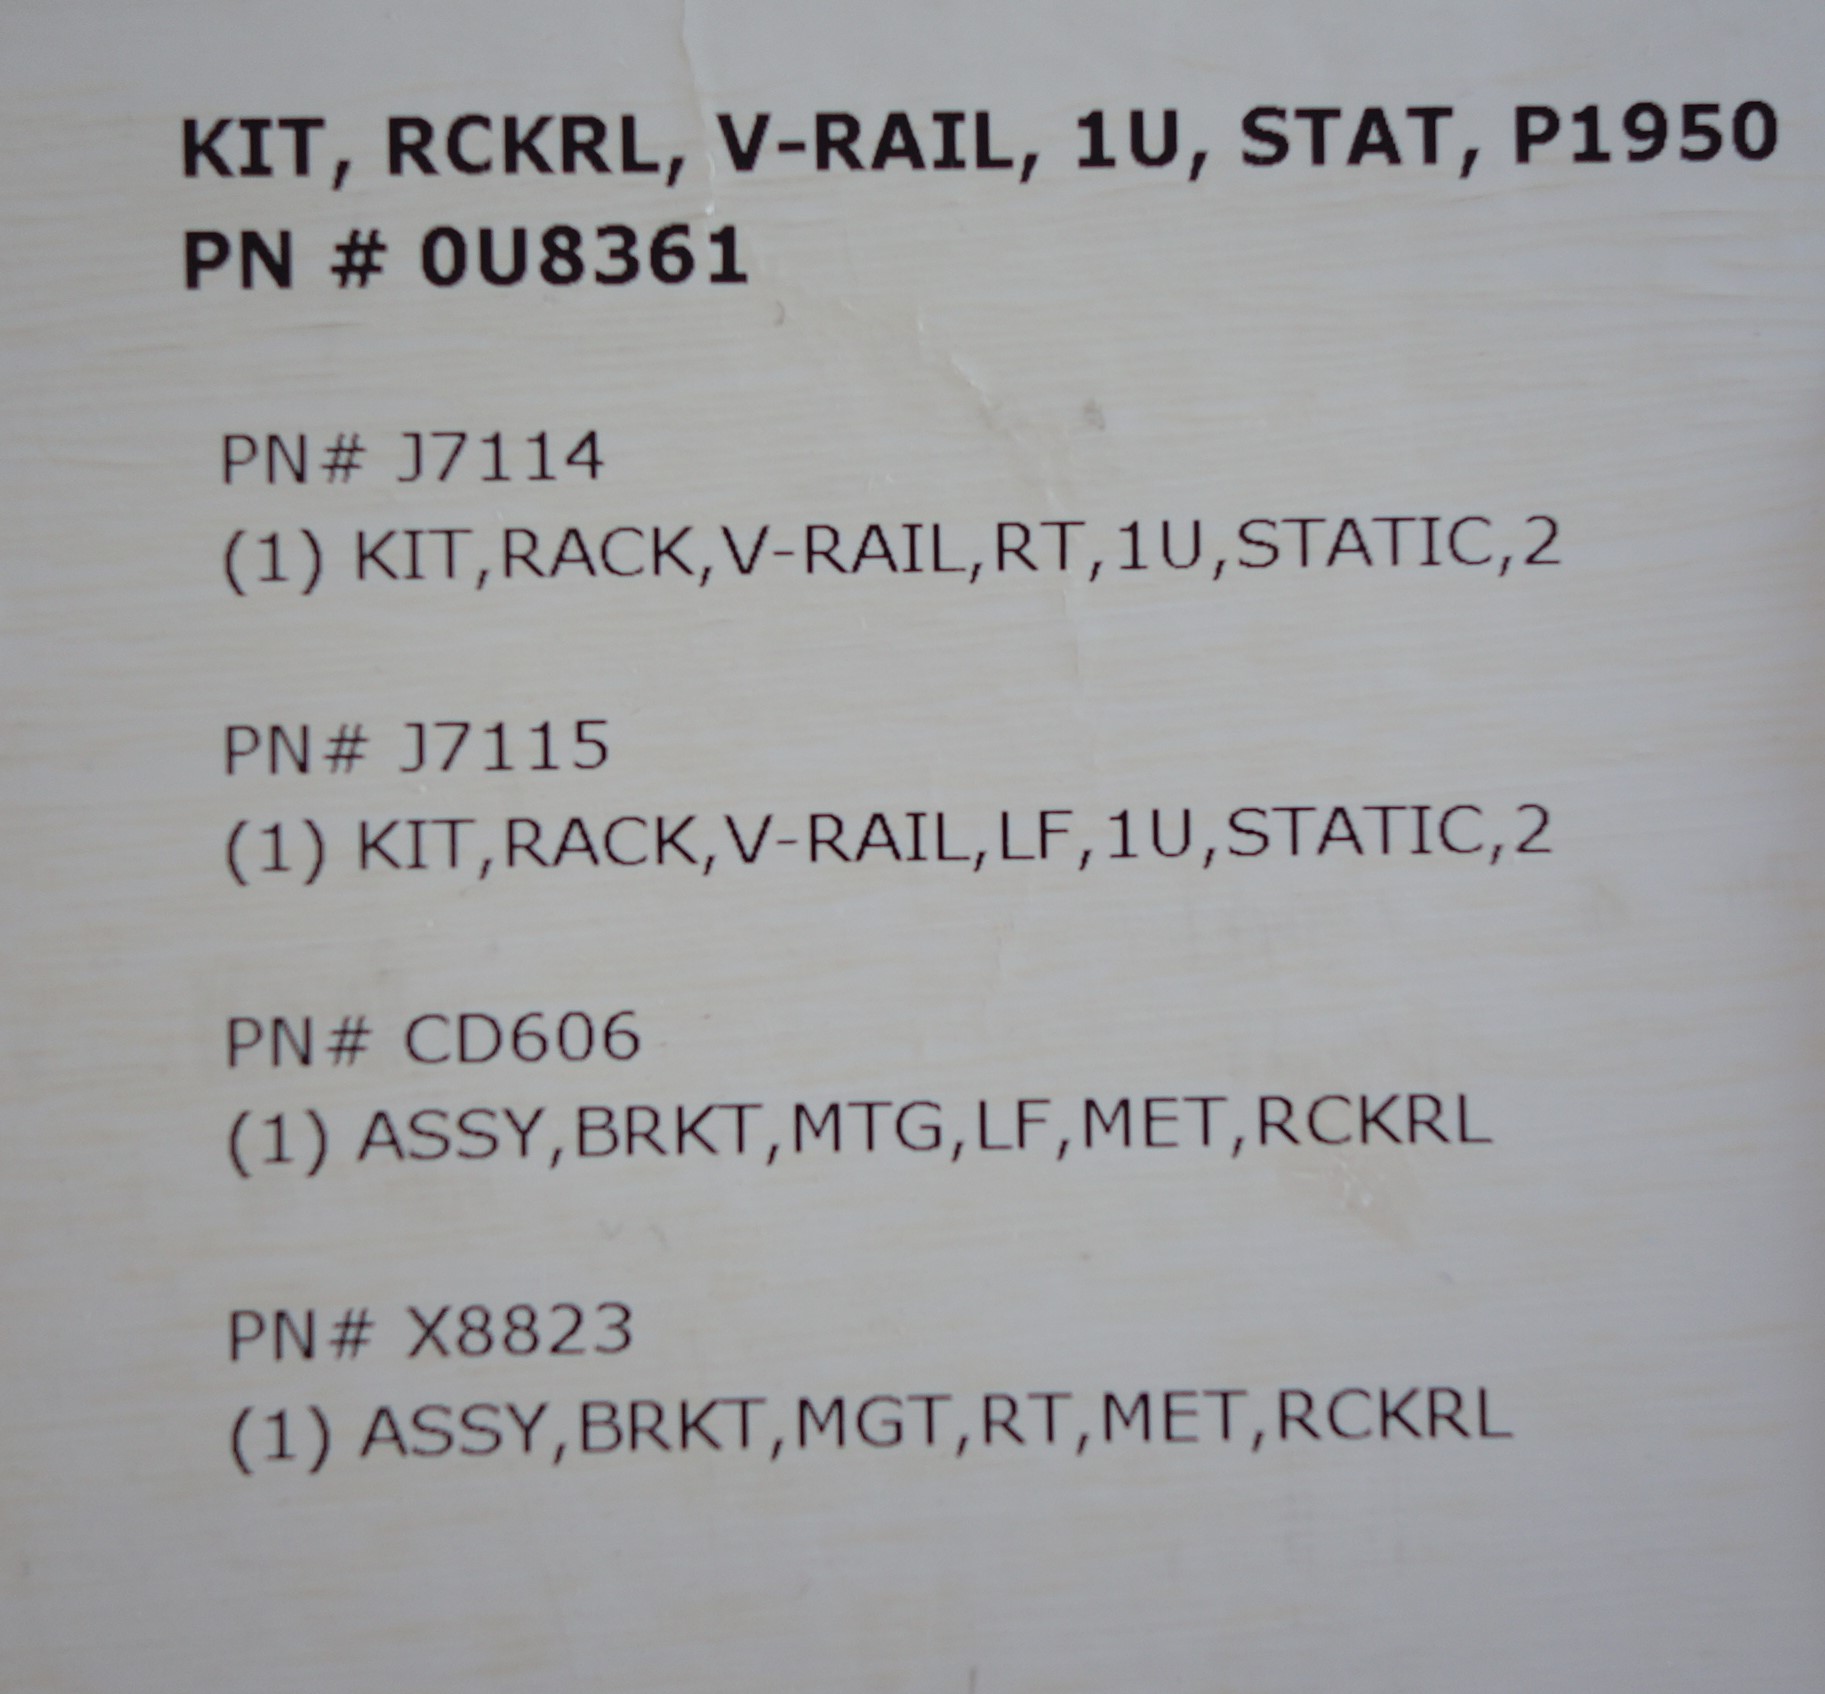 KIT, RCKRL, V-RAIL, 1U, STAT, P1950
PN # 0U8361
PN# J7114
(1) KIT,RACK,V-RAIL,RT,1U,STATIC,2
PN# J7115
(1) KIT,RACK,V-RAIL,LF,1U,STATIC,2
PN# CD606
(1) ASSY,BRKT,MTG,LF,MET,RCKRL
PN# X8823
(1) ASSY,BRKT,MGT,RT,MET,RCKRL